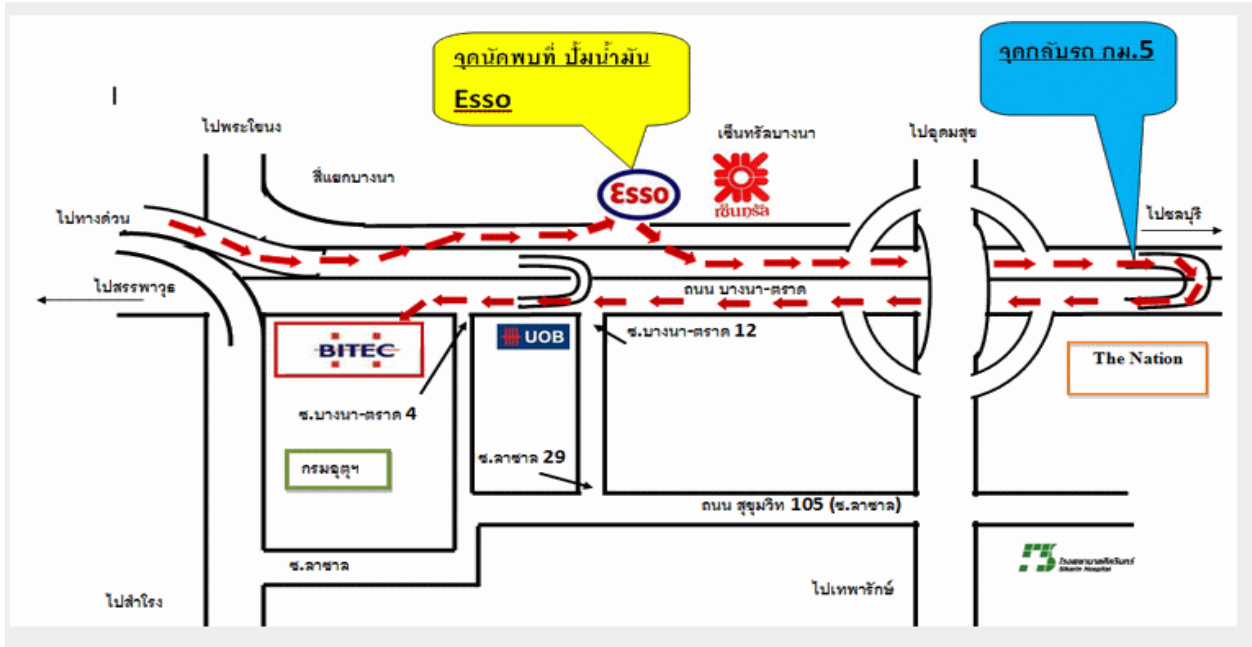 จุดนัดพบที่ ปั๊มน้ำมัน
Esso
จุดกลับรถ กม.5
ไปพระโขนง
เซ็นทรัลบางนา
ไปอุดมสุข
สี่แยกบางนา
Esso
เซ็นทรัล
ไปทางด่วน
ไปชลบุรี
ไปสรรพาวุธ
ถนน บางนา-ตราด
BITEC
UOB
ซ.บางนา-ตราด 12
The Nation
ซ.บางนา-ตราด 4
กรมอุตุฯ
ซ.ลาซาล 29
ถนน สุขุมวิท 105 (ซ.ลาซาล)
ซ.ลาซาล
โรงพยาบาลศิครินทร์
Sikarin Hospital
ไปสำโรง
ไปเทพารักษ์